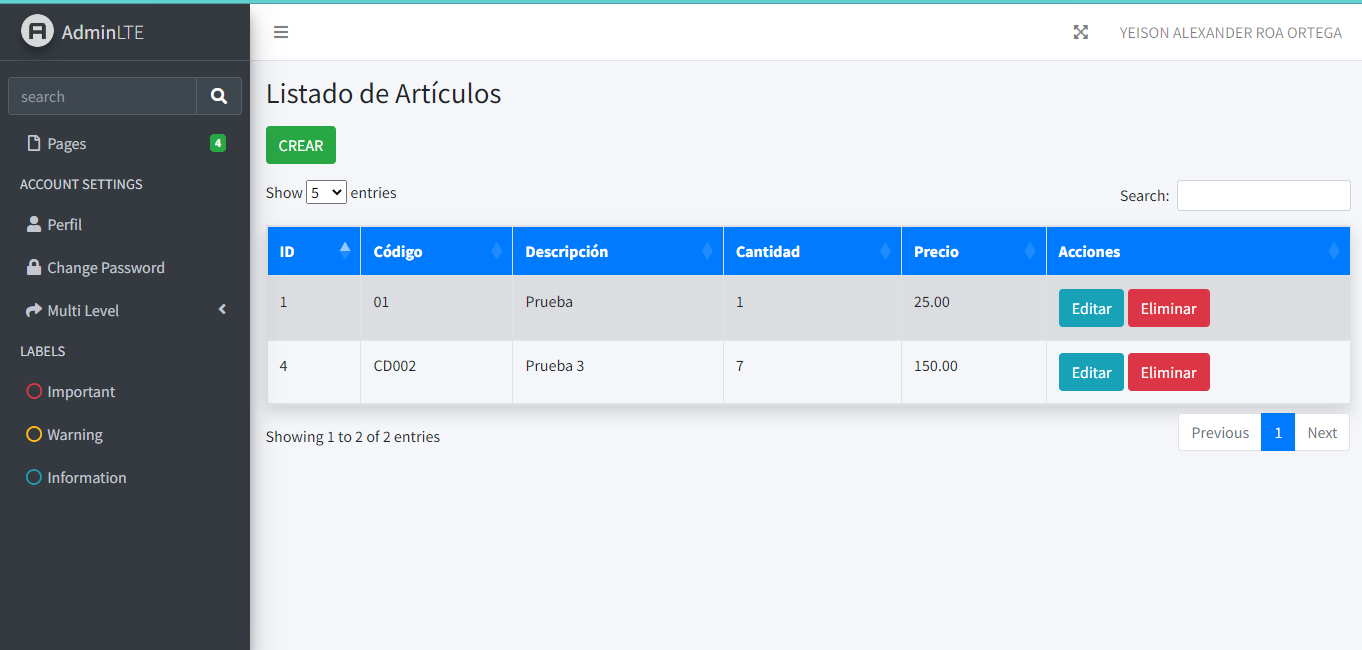 AdminLTE
YEISON ALEXANDER ROA ORTEGA
search
Pages 4
ACCOUNT SETTINGS
Perfil
Change Password
Multi Level
LABELS
Important
Warning
Information
Listado de Artículos
CREAR
Show 5 entries
Search:
ID Código Descripción Cantidad Precio Acciones
1 01 Prueba 1 25.00 Editar Eliminar
4 CD002 Prueba 3 7 150.00 Editar Eliminar
Showing 1 to 2 of 2 entries
Previous 1 Next